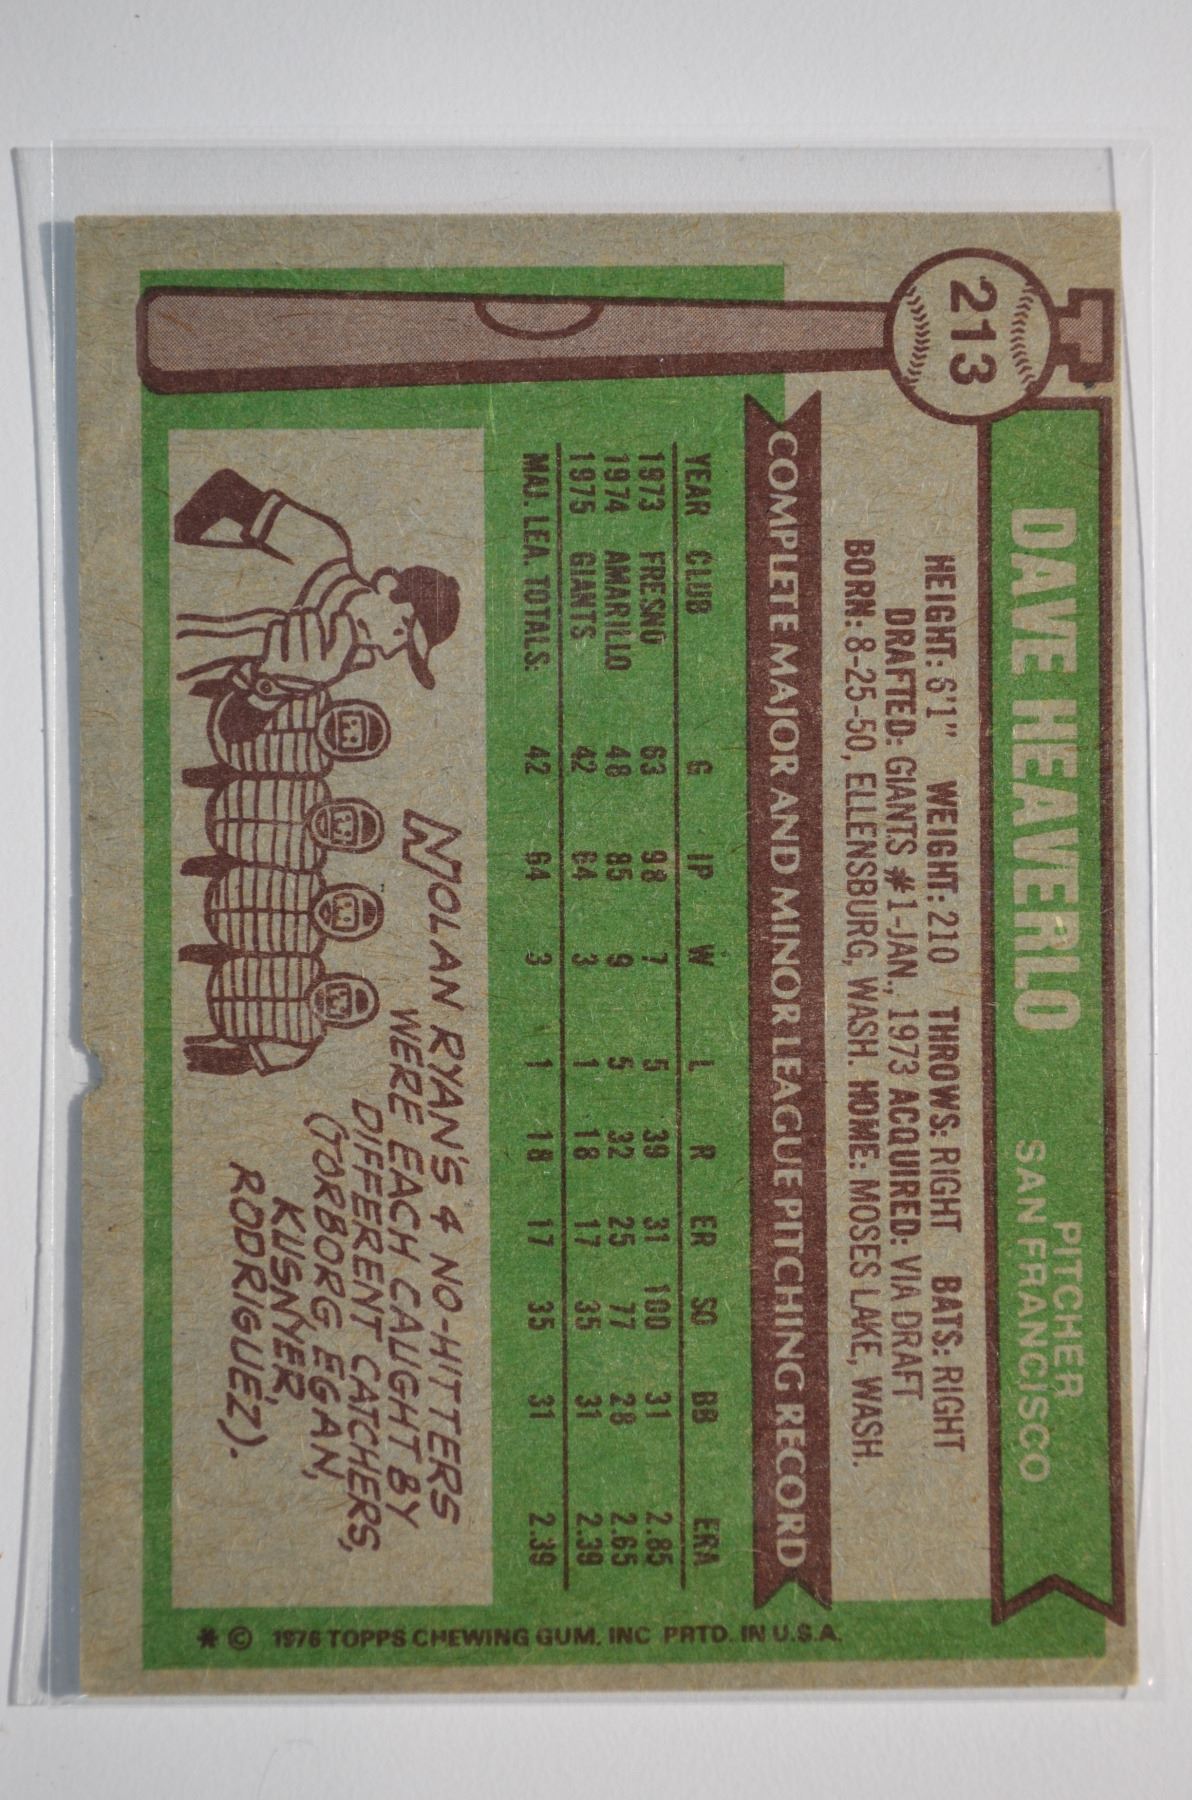 213
DAVE HEAVERLO
PITCHER
SAN FRANCISCO
HEIGHT: 6'1" WEIGHT: 210 THROWS: RIGHT BATS: RIGHT
DRAFTED: GIANTS #1-JAN., 1973 ACQUIRED: VIA DRAFT
BORN: 8-25-50, ELLENSBURG, WASH. HOME: MOSES LAKE, WASH.
COMPLETE MAJOR AND MINOR LEAGUE PITCHING RECORD
YEAR CLUB G IP W L R ER SO BB ERA
1973 FRESNO 63 98 7 5 39 31 100 31 2.85
1974 AMARILLO 48 85 9 5 32 25 77 28 2.65
1975 GIANTS 42 64 3 1 18 17 35 31 2.39
MAJ. LEA. TOTALS: 42 64 3 1 18 17 35 31 2.39
NOLAN RYAN'S 4 NO-HITTERS
WERE EACH CAUGHT BY
DIFFERENT CATCHERS,
(TORBORG, EGAN,
KUSNYER,
RODRIGUEZ).
* © 1976 TOPPS CHEWING GUM, INC PRTD. IN U.S.A.